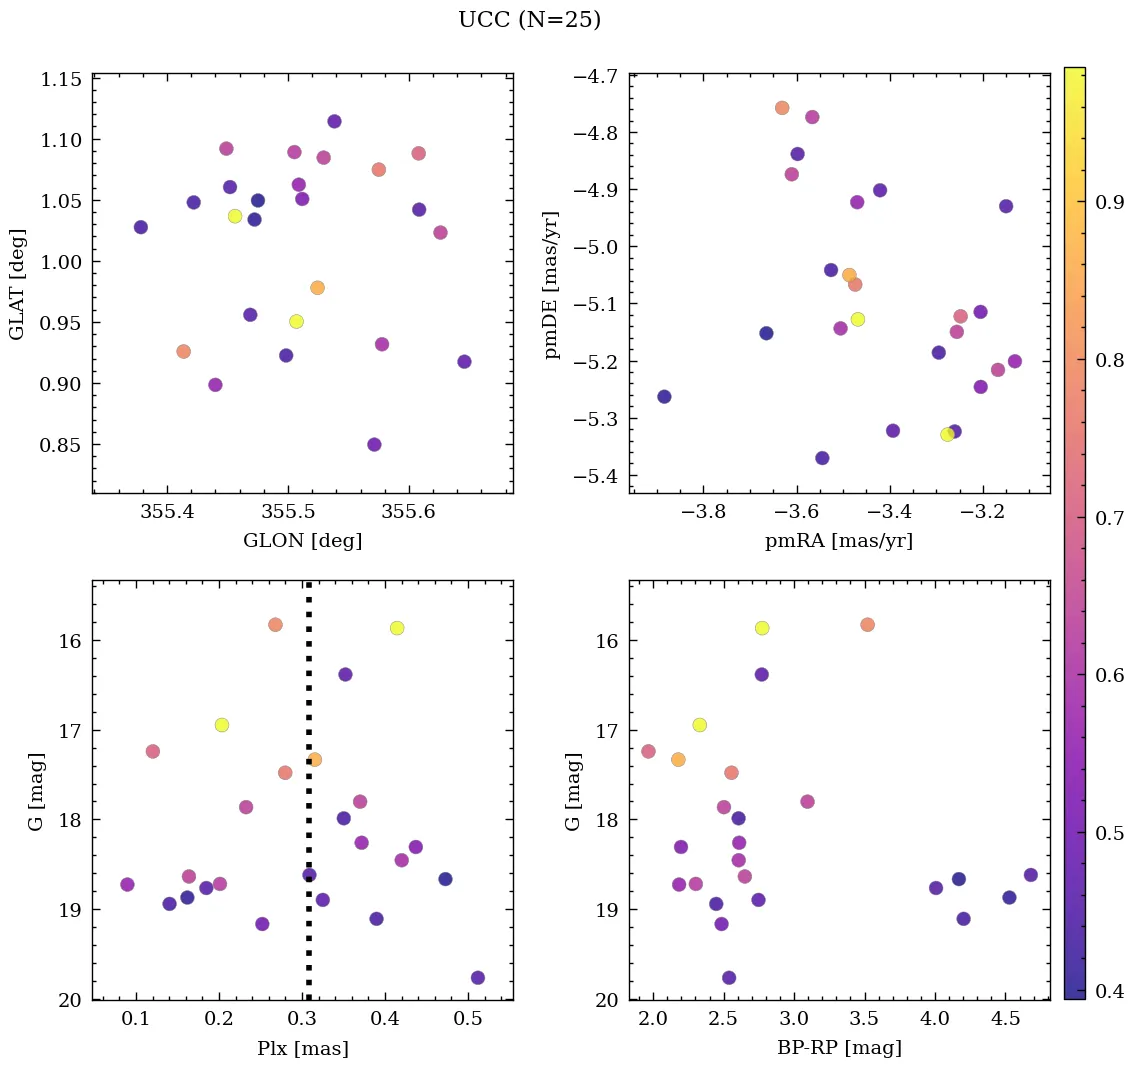 UCC (N=25)
1.15
1.10
1.05
1.00
0.95
0.90
0.85
GLAT [deg]
355.4 355.5 355.6
GLON [deg]
−4.7
−4.8
−4.9
−5.0
−5.1
−5.2
−5.3
−5.4
pmDE [mas/yr]
−3.8 −3.6 −3.4 −3.2
pmRA [mas/yr]
16
17
18
19
20
G [mag]
0.1 0.2 0.3 0.4 0.5
Plx [mas]
16
17
18
19
20
G [mag]
2.0 2.5 3.0 3.5 4.0 4.5
BP-RP [mag]
0.9
0.8
0.7
0.6
0.5
0.4